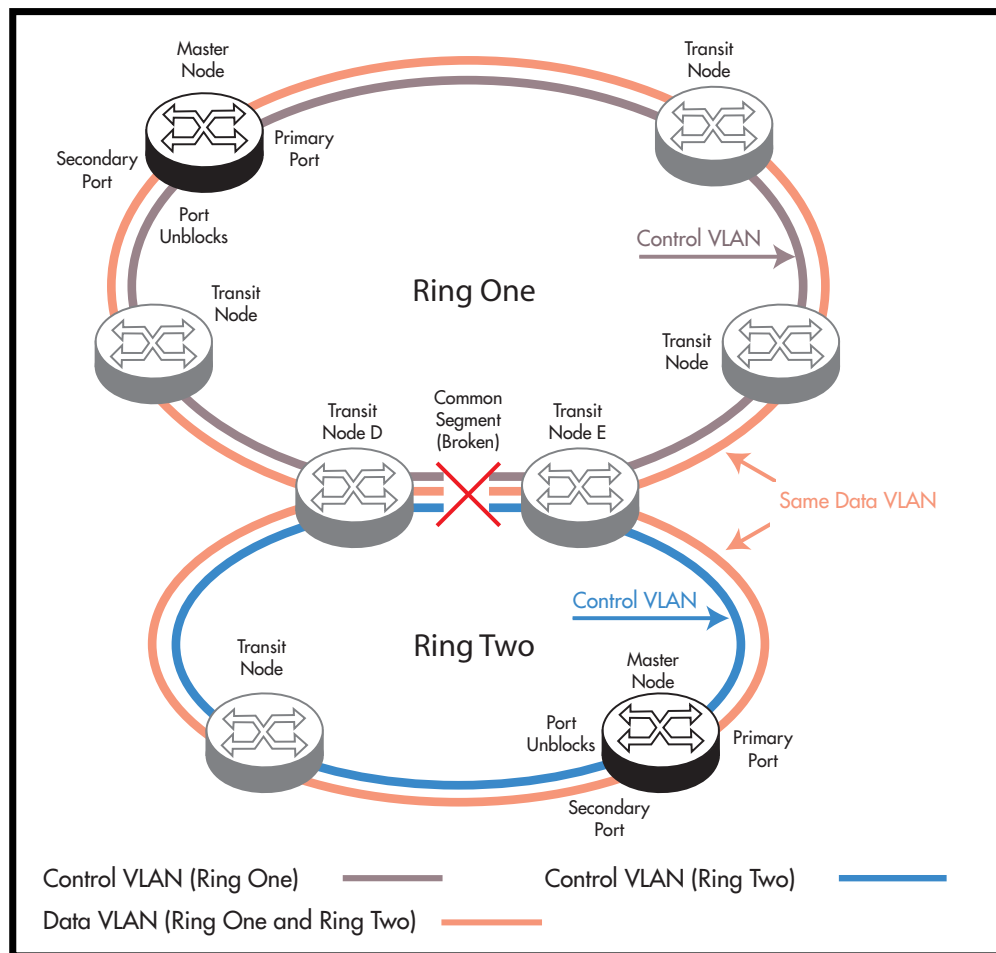 Master
Node
Transit
Node
Primary
Port
Secondary
Port
Port
Unblocks
Control VLAN
Ring One
Transit
Node
Transit
Node
Common
Segment
(Broken)
Transit
Node D
Transit
Node E
Same Data VLAN
Control VLAN
Ring Two
Transit
Node
Master
Node
Port
Unblocks
Primary
Port
Secondary
Port
Control VLAN (Ring One)
Control VLAN (Ring Two)
Data VLAN (Ring One and Ring Two)